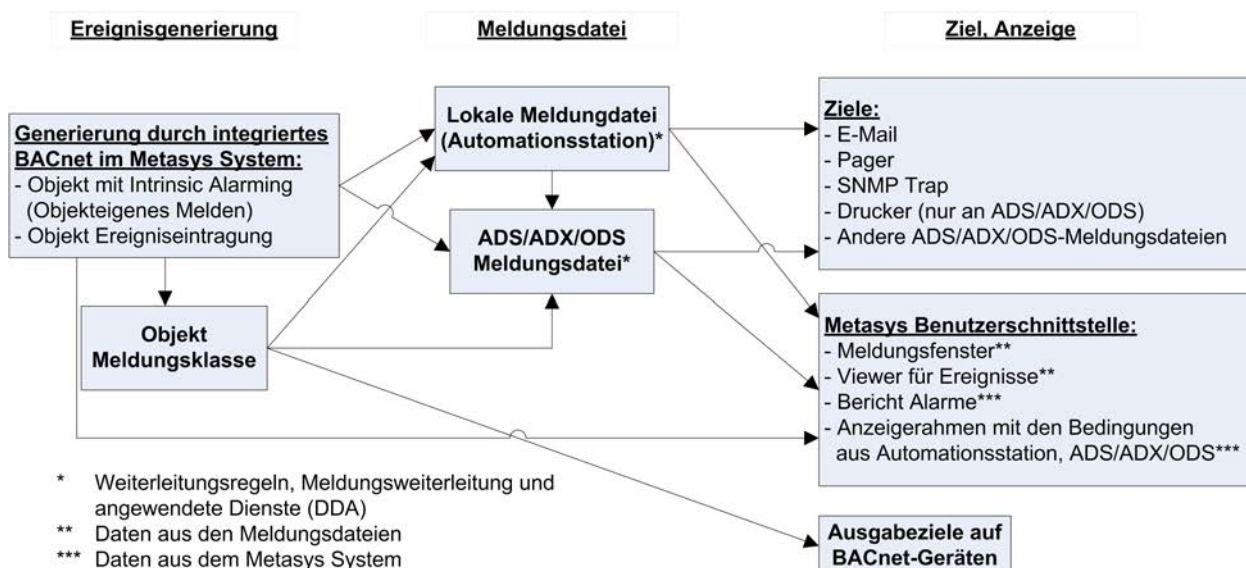 Ereignisgenerierung
Meldungsdatei
Ziel, Anzeige
Generierung durch integriertes
BACnet im Metasys System:
- Objekt mit Intrinsic Alarming
(Objekteigenes Melden)
- Objekt Ereigniseintragung
Objekt
Meldungsklasse
Lokale Meldungdatei
(Automationsstation)*
ADS/ADX/ODS
Meldungsdatei*
Ziele:
- E-Mail
- Pager
- SNMP Trap
- Drucker (nur an ADS/ADX/ODS)
- Andere ADS/ADX/ODS-Meldungsdateien
Metasys Benutzerschnittstelle:
- Meldungsfenster**
- Viewer für Ereignisse**
- Bericht Alarme***
- Anzeigerahmen mit den Bedingungen
aus Automationsstation, ADS/ADX/ODS***
Ausgabeziele auf
BACnet-Geräten
* Weiterleitungsregeln, Meldungsweiterleitung und
angewendete Dienste (DDA)
** Daten aus den Meldungsdateien
*** Daten aus dem Metasys System